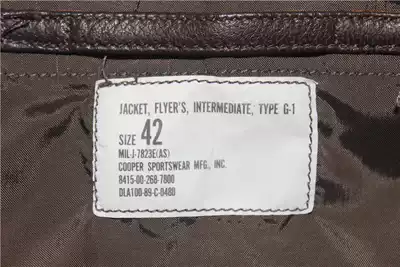 JACKET, FLYER'S, INTERMEDIATE, TYPE G-1
SIZE 42
MIL-J-7823E(AS)
COOPER SPORTSWEAR MFG., INC.
8415-00-268-7800
DLA100-89-C-0480